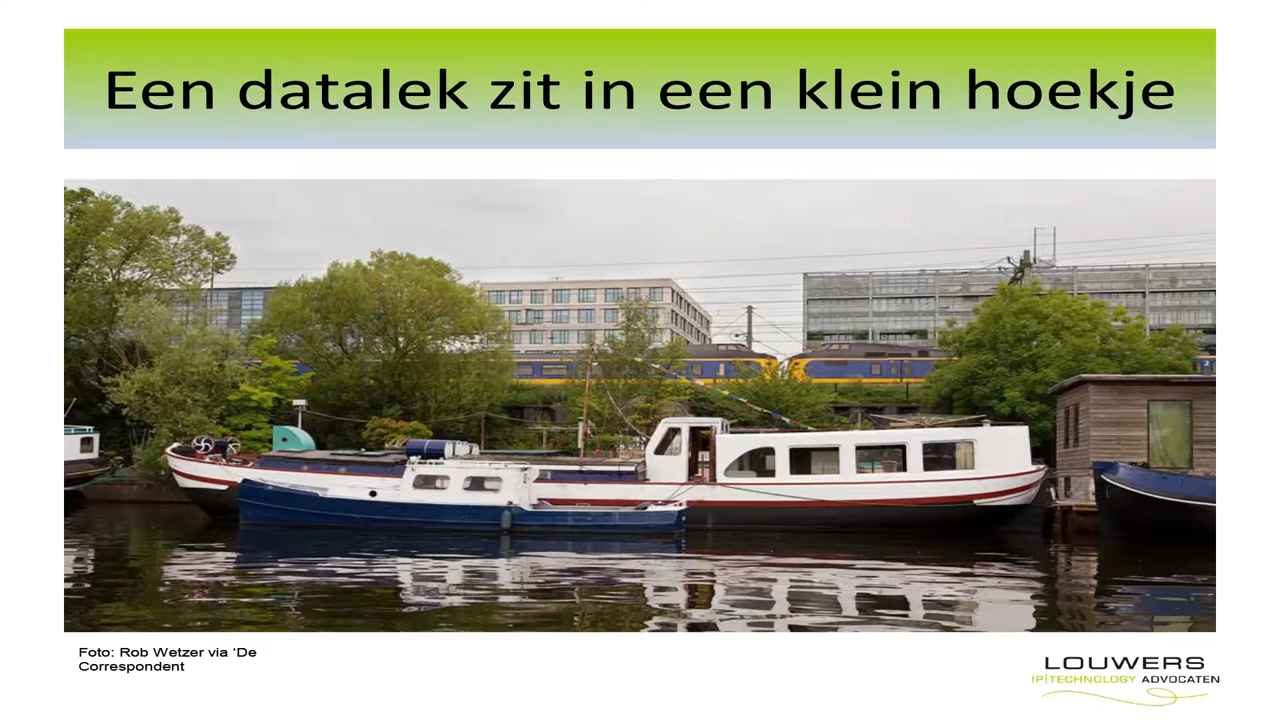 Een datalek zit in een klein hoekje
Foto: Rob Wetzer via ‘De
Correspondent
LOUWERS
IP|TECHNOLOGY ADVOCATEN